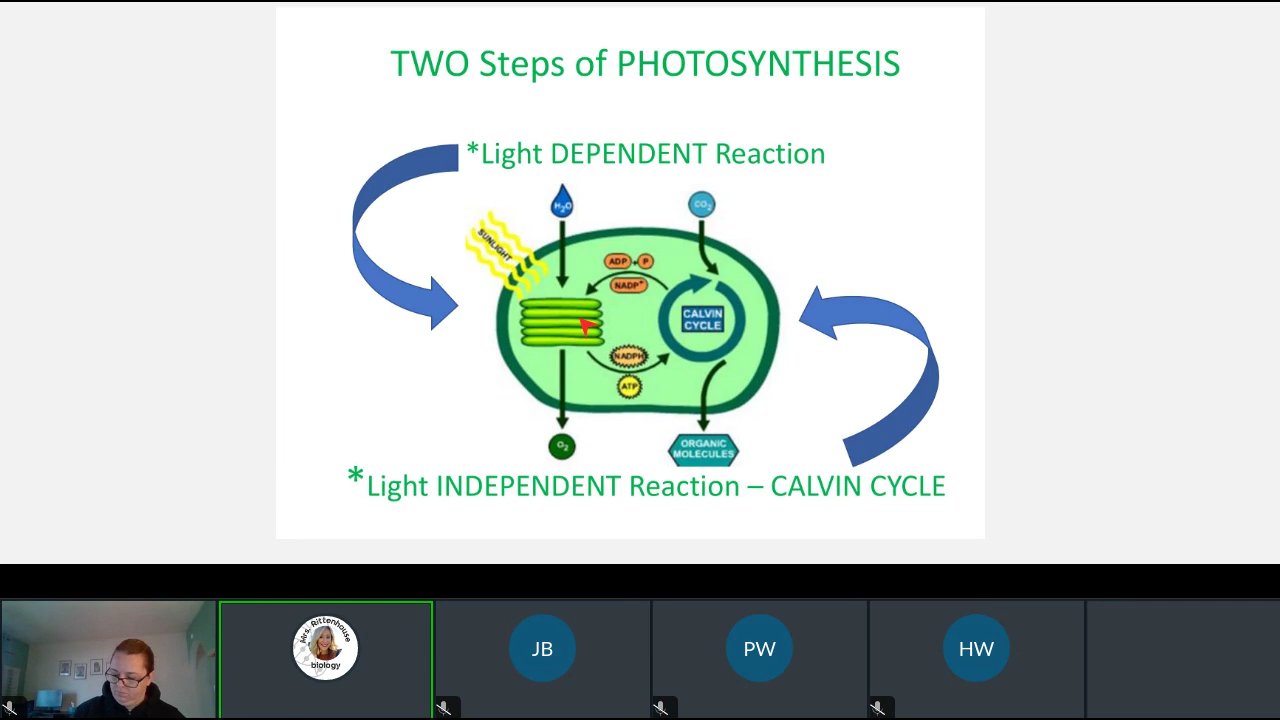 TWO Steps of PHOTOSYNTHESIS
*Light DEPENDENT Reaction
H₂O
CO₂
SUNLIGHT
ADP + P
NADP⁺
CALVIN
CYCLE
NADPH
ATP
O₂
ORGANIC
MOLECULES
*Light INDEPENDENT Reaction – CALVIN CYCLE
Mrs. Rittenhouse
biology
JB
PW
HW